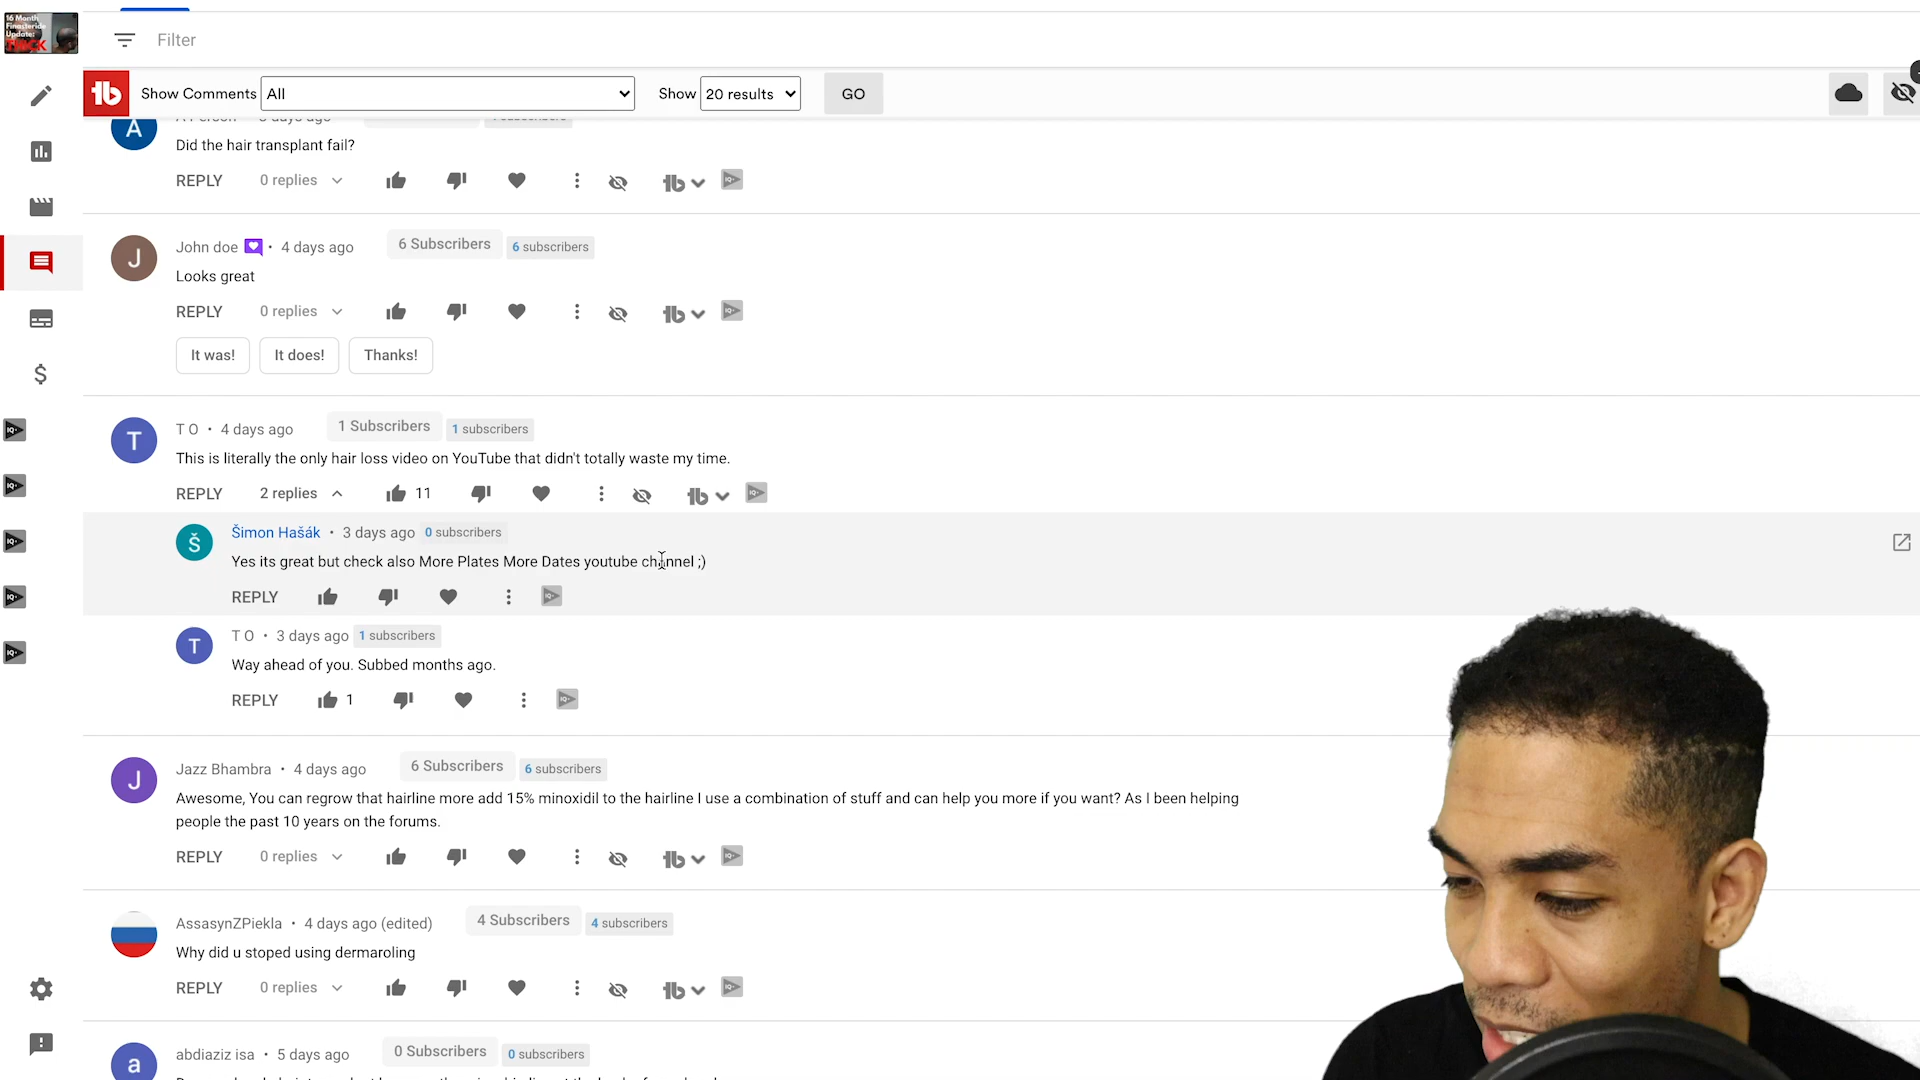 16 Month
Finasteride
Update:
Filter
Show Comments All Show 20 results GO
A
Did the hair transplant fail?
REPLY 0 replies
J
John doe • 4 days ago 6 Subscribers 6 subscribers
Looks great
REPLY 0 replies
It was! It does! Thanks!
T
T O • 4 days ago 1 Subscribers 1 subscribers
This is literally the only hair loss video on YouTube that didn't totally waste my time.
REPLY 2 replies 11
Š
Šimon Hašák • 3 days ago 0 subscribers
Yes its great but check also More Plates More Dates youtube channel ;)
REPLY
T
T O • 3 days ago 1 subscribers
Way ahead of you. Subbed months ago.
REPLY 1
J
Jazz Bhambra • 4 days ago 6 Subscribers 6 subscribers
Awesome, You can regrow that hairline more add 15% minoxidil to the hairline I use a combination of stuff and can help you more if you want? As I been helping
people the past 10 years on the forums.
REPLY 0 replies
AssasynZPiekla • 4 days ago (edited) 4 Subscribers 4 subscribers
Why did u stoped using dermaroling
REPLY 0 replies
a
abdiaziz isa • 5 days ago 0 Subscribers 0 subscribers